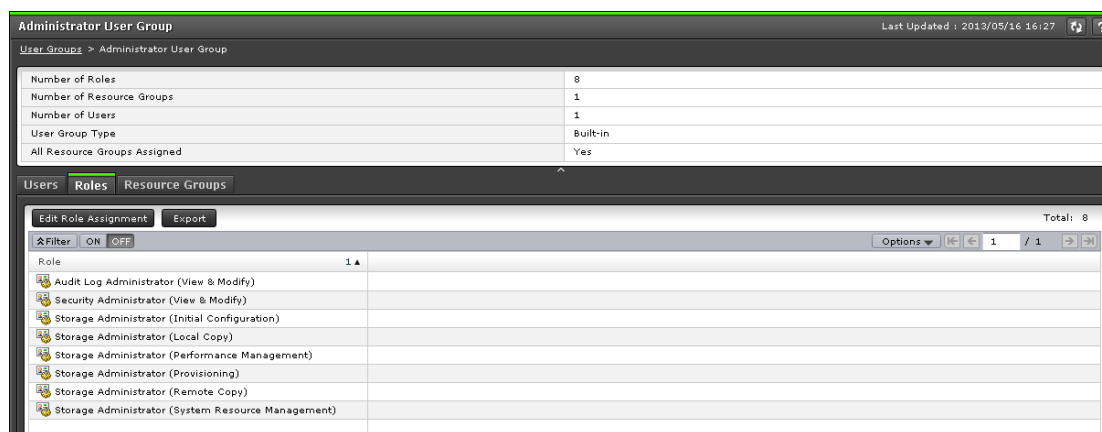 Administrator User Group Last Updated : 2013/05/16 16:27 ?
User Groups > Administrator User Group
Number of Roles 8
Number of Resource Groups 1
Number of Users 1
User Group Type Built-in
All Resource Groups Assigned Yes
Users Roles Resource Groups
Edit Role Assignment Export Total: 8
Filter ON OFF Options 1 / 1
Role 1
Audit Log Administrator (View & Modify)
Security Administrator (View & Modify)
Storage Administrator (Initial Configuration)
Storage Administrator (Local Copy)
Storage Administrator (Performance Management)
Storage Administrator (Provisioning)
Storage Administrator (Remote Copy)
Storage Administrator (System Resource Management)